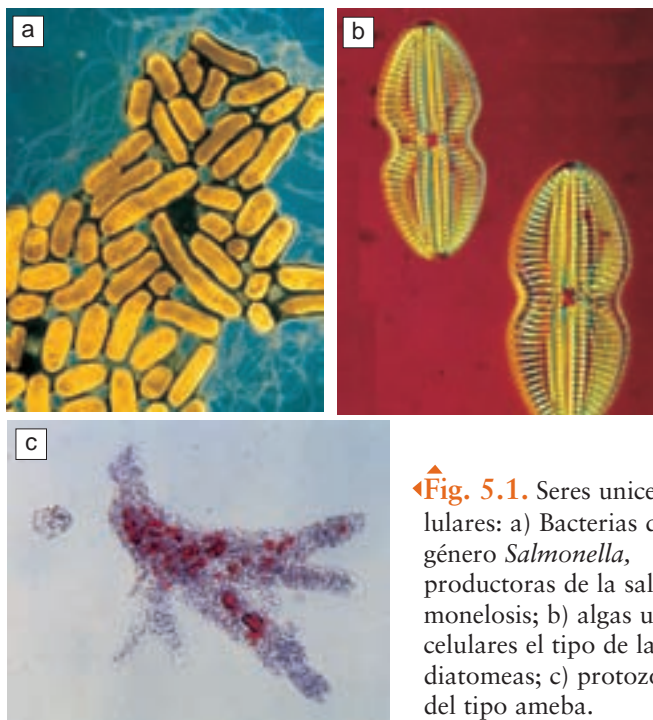 a
b
c
Fig. 5.1. Seres unice
lulares: a) Bacterias
género Salmonella,
productoras de la sal
monelosis; b) algas u
celulares el tipo de la
diatomeas; c) protozo
del tipo ameba.